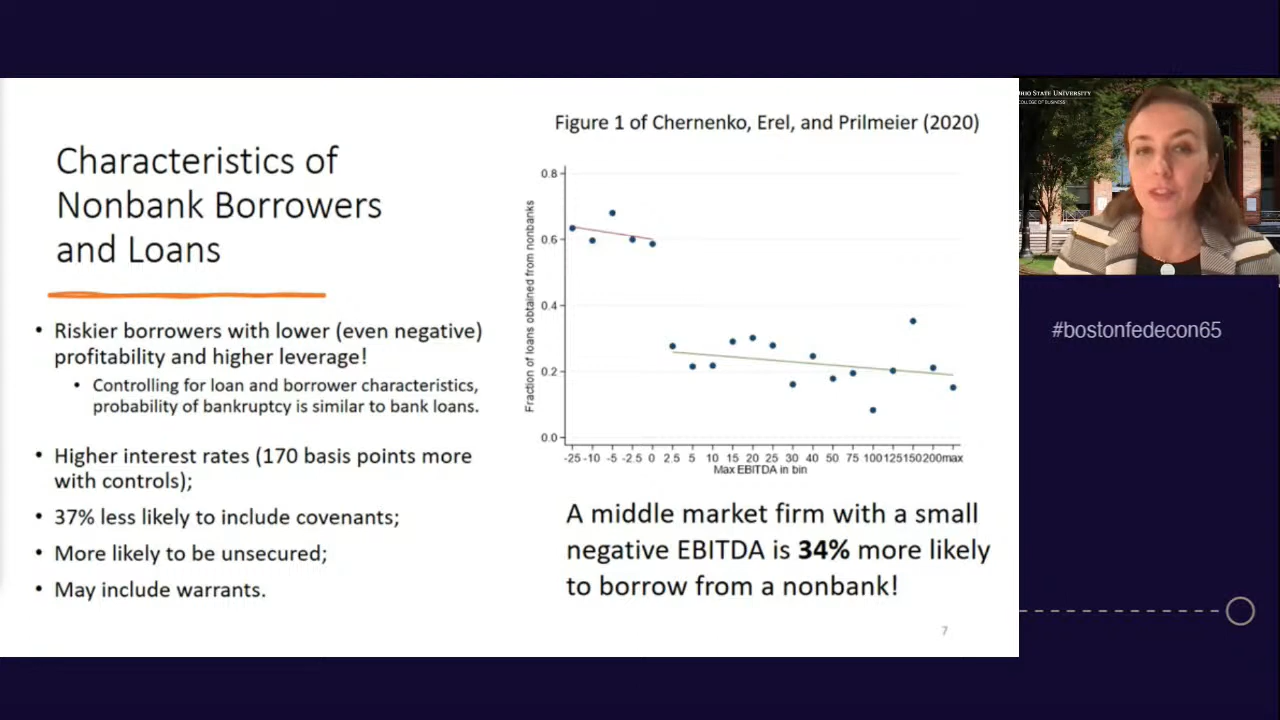 Characteristics of
Nonbank Borrowers
and Loans
• Riskier borrowers with lower (even negative)
profitability and higher leverage!
• Controlling for loan and borrower characteristics,
probability of bankruptcy is similar to bank loans.
• Higher interest rates (170 basis points more
with controls);
• 37% less likely to include covenants;
• More likely to be unsecured;
• May include warrants.
Figure 1 of Chernenko, Erel, and Prilmeier (2020)
Fraction of loans obtained from nonbanks
0.8
0.6
0.4
0.2
0.0
-25 -10 -5 -2.5 0 2.5 5 10 15 20 25 30 40 50 75 100 125 150 200 max
Max EBITDA in bin
A middle market firm with a small
negative EBITDA is 34% more likely
to borrow from a nonbank!
7
OHIO STATE UNIVERSITY
COLLEGE OF BUSINESS
#bostonfedecon65